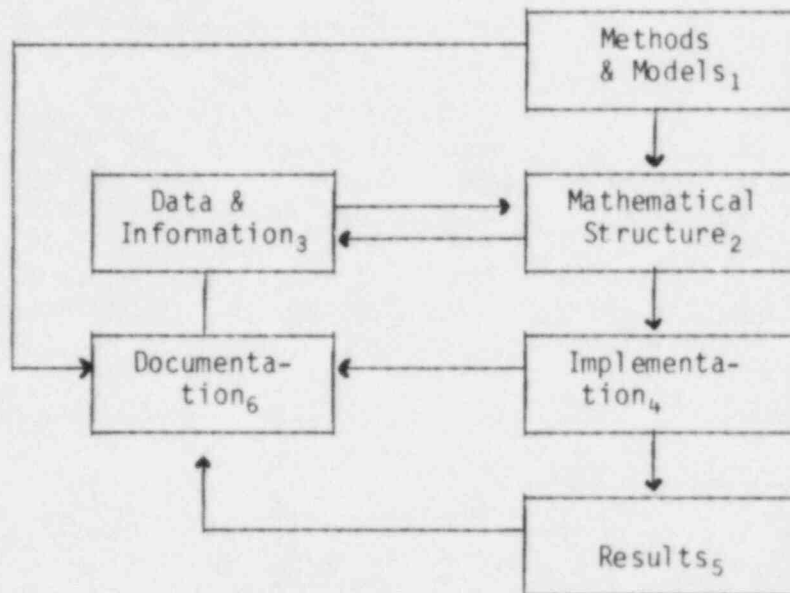 Methods
& Models₁
Data &
Information₃
Mathematical
Structure₂
Documenta-
tion₆
Implementa-
tion₄
Results₅